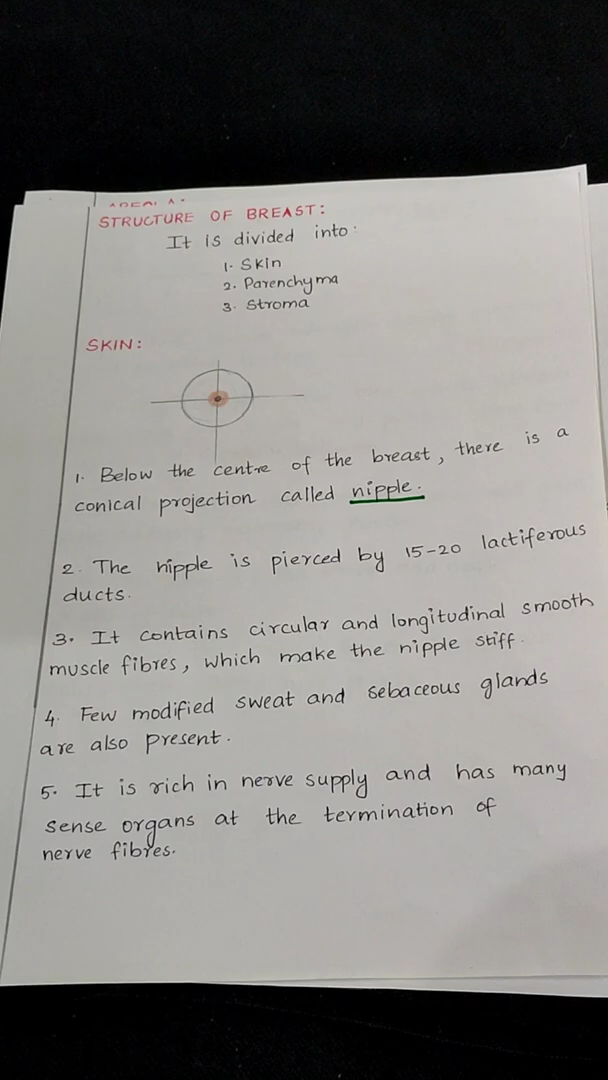 STRUCTURE OF BREAST:
It is divided into:
1. Skin
2. Parenchyma
3. Stroma
SKIN:
1. Below the centre of the breast, there is a
conical projection called nipple.
2. The nipple is pierced by 15-20 lactiferous
ducts.
3. It contains circular and longitudinal smooth
muscle fibres, which make the nipple stiff.
4. Few modified sweat and sebaceous glands
are also present.
5. It is rich in nerve supply and has many
sense organs at the termination of
nerve fibres.